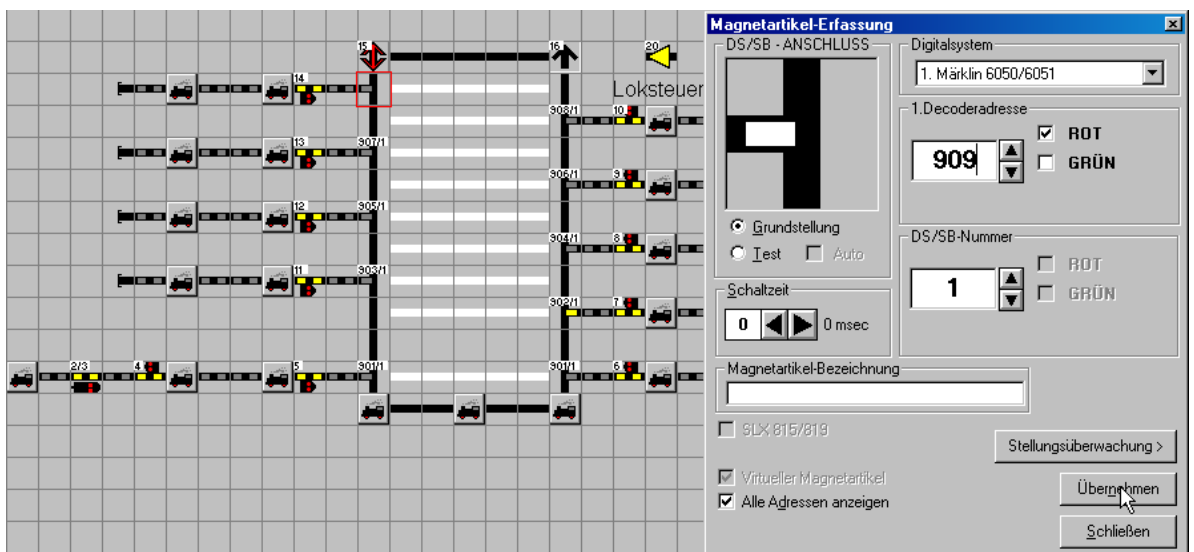 15
16
20
14
Loksteuer
908/1
10
13
907/1
906/1
9
12
905/1
904/1
8
11
903/1
902/1
7
2/3
4
5
901/1
901/1
6
Magnetartikel-Erfassung
DS/SB - ANSCHLUSS
Grundstellung
Test
Auto
Schaltzeit
0
0 msec
Digitalsystem
1. Märklin 6050/6051
1.Decoderadresse
909
ROT
GRÜN
DS/SB-Nummer
1
ROT
GRÜN
Magnetartikel-Bezeichnung
SLX 815/819
Stellungsüberwachung >
Virtueller Magnetartikel
Alle Adressen anzeigen
Übernehmen
Schließen